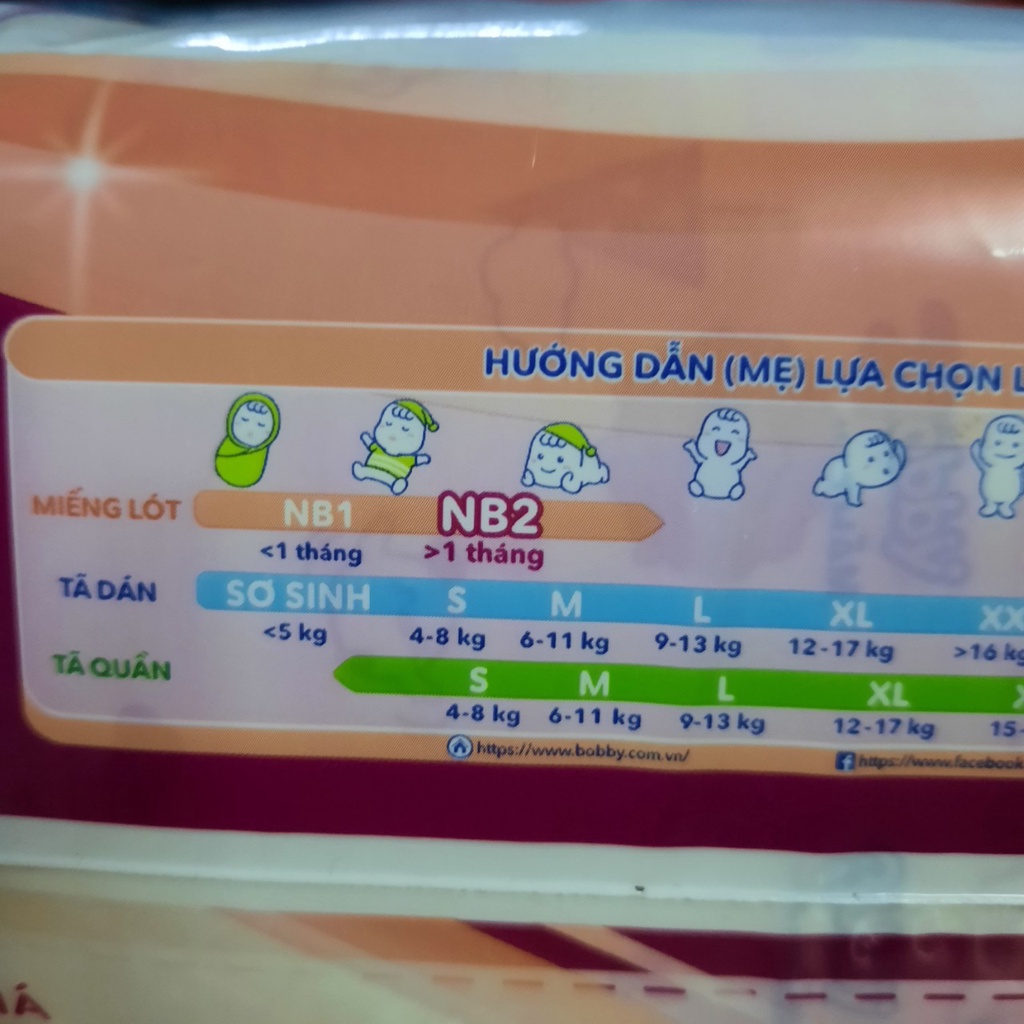 HƯỚNG DẪN (MẸ) LỰA CHỌN
MIẾNG LÓT NB1 NB2
<1 tháng >1 tháng
TÃ DÁN SƠ SINH S M L XL
<5 kg 4-8 kg 6-11 kg 9-13 kg 12-17 kg >16 kg
TÃ QUẦN S M L XL
4-8 kg 6-11 kg 9-13 kg 12-17 kg 15-
https://www.bobby.com.vn/ https://www.facebook